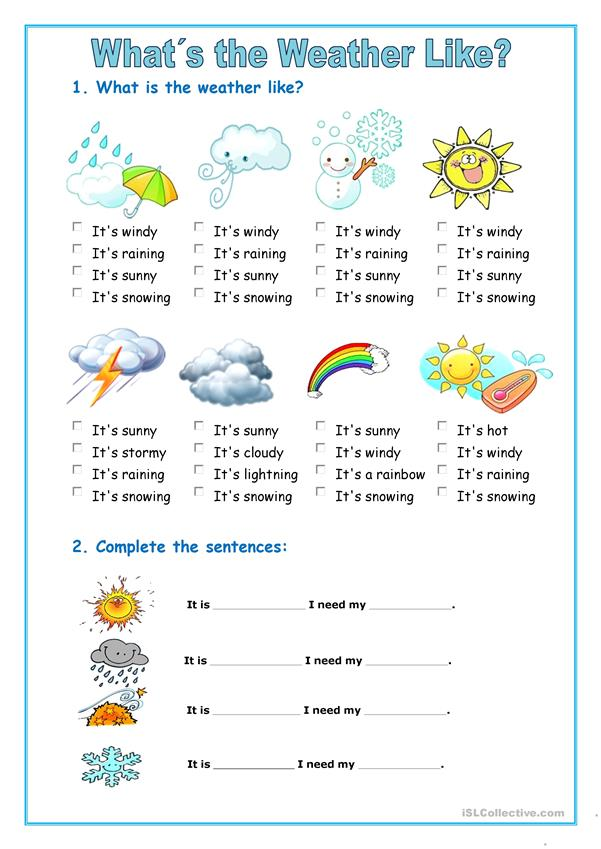 What´s the Weather Like?
1. What is the weather like?
It's windy It's windy It's windy It's windy
It's raining It's raining It's raining It's raining
It's sunny It's sunny It's sunny It's sunny
It's snowing It's snowing It's snowing It's snowing
It's sunny It's sunny It's sunny It's hot
It's stormy It's cloudy It's windy It's windy
It's raining It's lightning It's a rainbow It's raining
It's snowing It's snowing It's snowing It's snowing
2. Complete the sentences:
It is ______________ I need my ____________.
It is ______________ I need my ____________.
It is ______________ I need my ____________.
It is ______________ I need my ____________.
iSLCollective.com